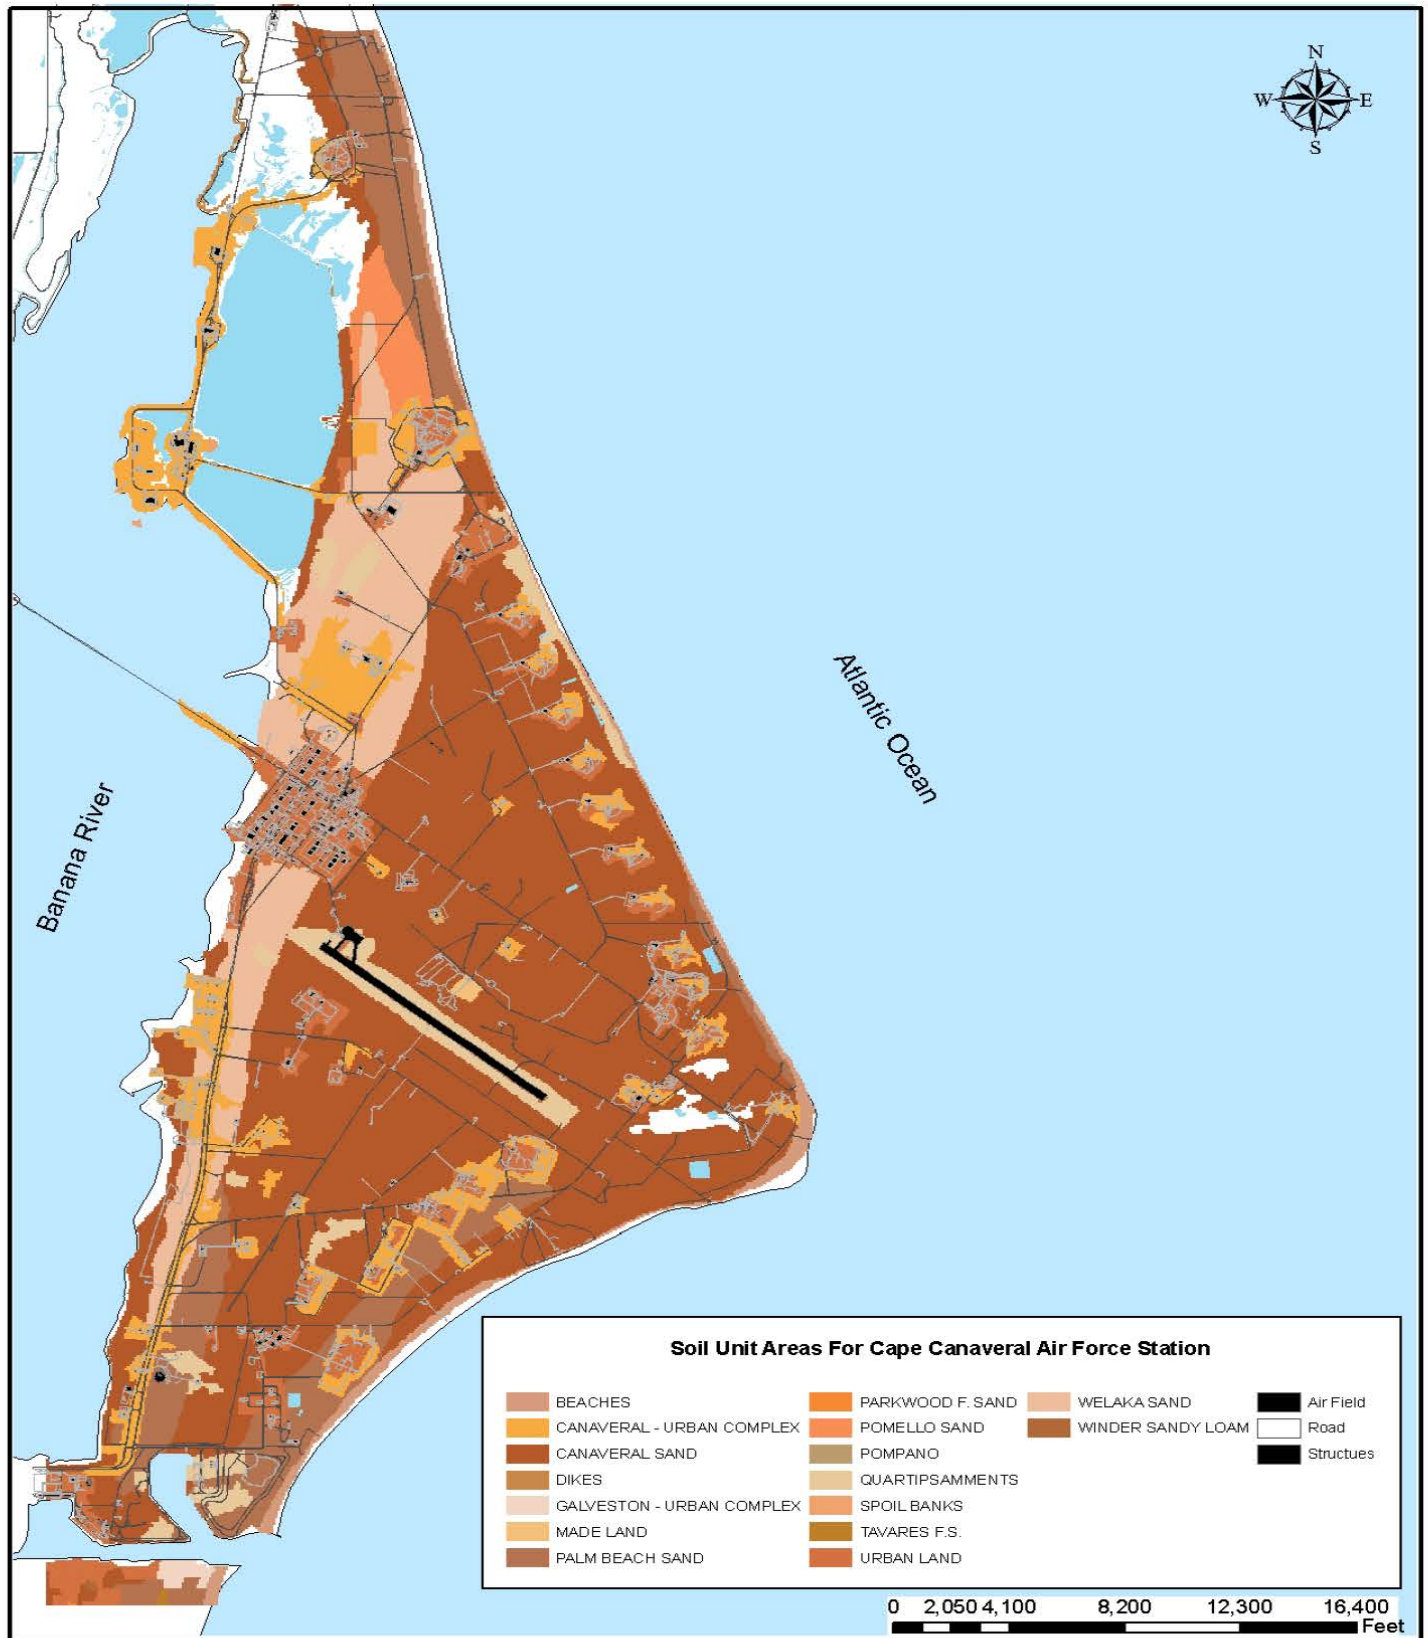 N
W E
S
Atlantic Ocean
Banana River
Soil Unit Areas For Cape Canaveral Air Force Station
BEACHES
CANAVERAL - URBAN COMPLEX
CANAVERAL SAND
DIKES
GALVESTON - URBAN COMPLEX
MADE LAND
PALM BEACH SAND
PARKWOOD F. SAND
POMELLO SAND
POMPANO
QUARTIPSAMMENTS
SPOIL BANKS
TAVARES F.S.
URBAN LAND
WELAKA SAND
WINDER SANDY LOAM
Air Field
Road
Structues
0 2,050 4,100 8,200 12,300 16,400
Feet